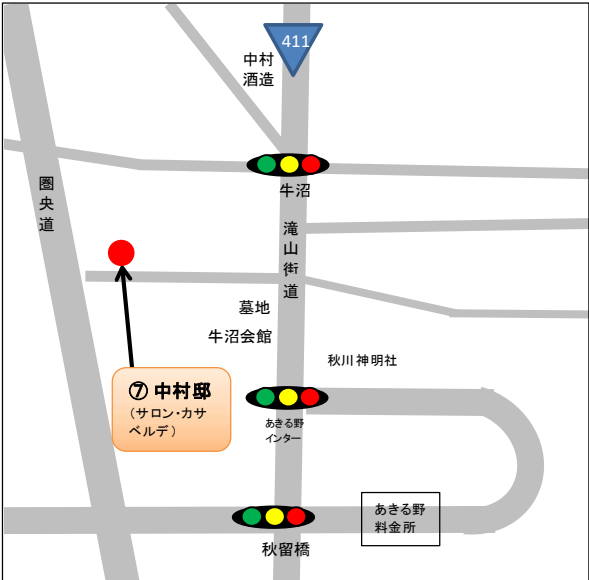 411
中村
酒造
牛沼
圏央道
滝山街道
墓地
牛沼会館
秋川神明社
⑦ 中村邸
(サロン・カサ
ベルデ)
あきる野
インター
あきる野
料金所
秋留橋